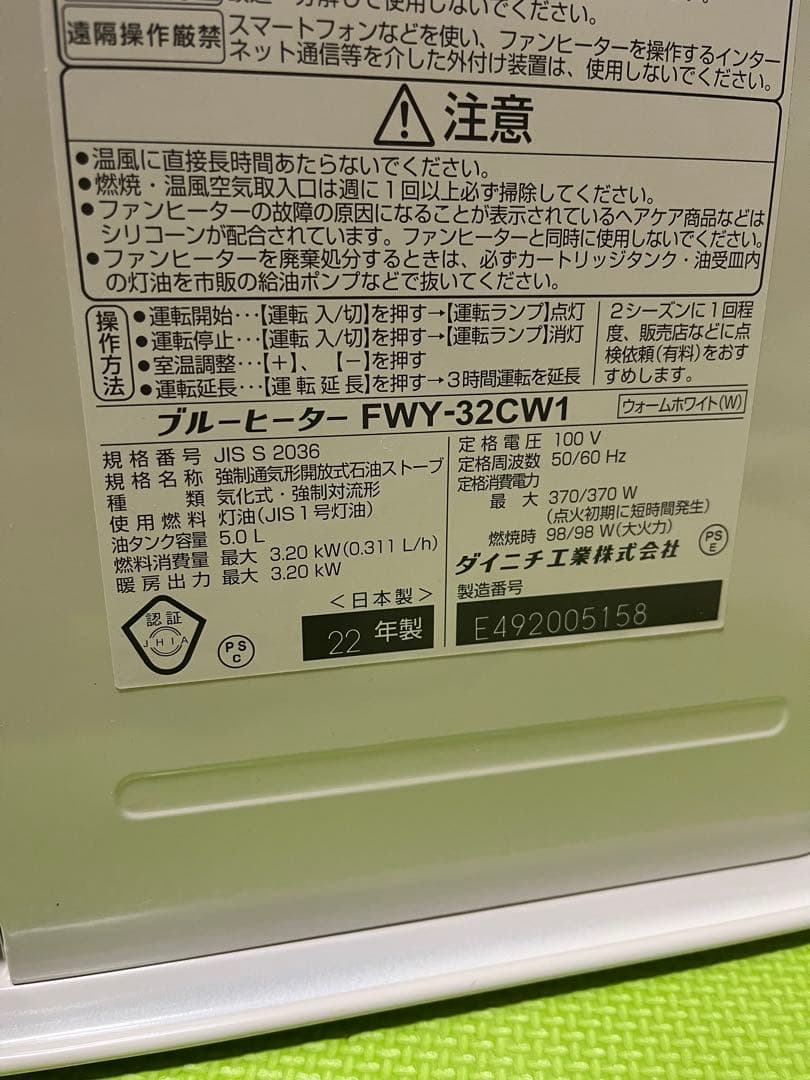 使用しないでください。
遠隔操作厳禁
スマートフォンなどを使い、ファンヒーターを操作するインター
ネット通信等を介した外付け装置は、使用しないでください。
注意
●温風に直接長時間あたらないでください。
●燃焼・温風空気取入口は週に1回以上必ず掃除してください。
●ファンヒーターの故障の原因になることが表示されているヘアケア商品などは
シリコーンが配合されています。ファンヒーターと同時に使用しないでください。
●ファンヒーターを廃棄処分するときは、必ずカートリッジタンク・油受皿内
の灯油を市販の給油ポンプなどで抜いてください。
操作方法
●運転開始…【運転 入/切】を押す→【運転ランプ】点灯
●運転停止…【運転 入/切】を押す→【運転ランプ】消灯
●室温調整…【+】、【−】を押す
●運転延長…【運転延長】を押す→3時間運転を延長
2シーズンに1回程
度、販売店などに点
検依頼(有料)をおす
すめします。
ブルーヒーター FWY-32CW1
ウォームホワイト(W)
規格番号 JIS S 2036
規格名称 強制通気形開放式石油ストーブ
種類 気化式・強制対流形
使用燃料 灯油(JIS1号灯油)
油タンク容量 5.0 L
燃料消費量 最大 3.20 kW(0.311 L/h)
暖房出力 最大 3.20 kW
定格電圧 100 V
定格周波数 50/60 Hz
定格消費電力
最大 370/370 W
(点火初期に短時間発生)
燃焼時 98/98 W(大火力)
ダイニチ工業株式会社
PS
E
認証
JHIA
PS
C
<日本製>
22 年製
製造番号
E492005158